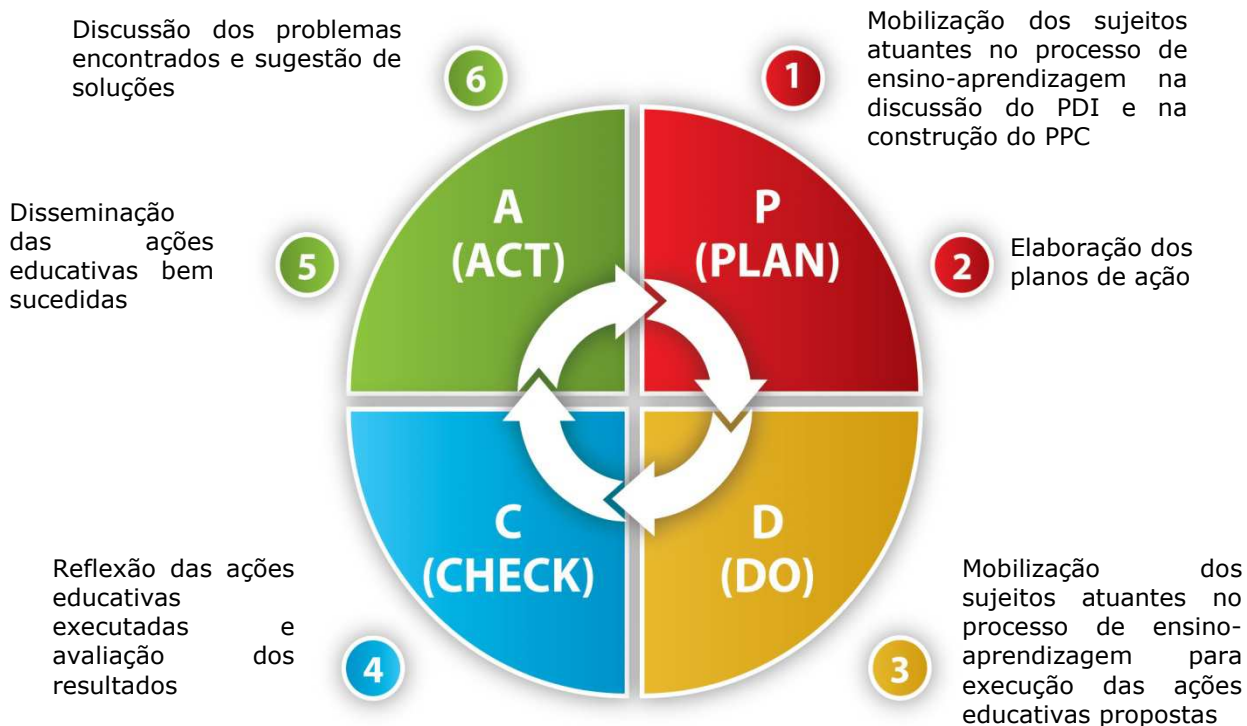 Discussão dos problemas
encontrados e sugestão de
soluções
6
1
Mobilização dos sujeitos
atuantes no processo de
ensino-aprendizagem na
discussão do PDI e na
construção do PPC
A
(ACT)
P
(PLAN)
Disseminação
das ações
educativas bem
sucedidas
5
2
Elaboração dos
planos de ação
C
(CHECK)
D
(DO)
Reflexão das ações
educativas
executadas e
avaliação dos
resultados
4
3
Mobilização dos
sujeitos atuantes no
processo de ensino-
aprendizagem para
execução das ações
educativas propostas